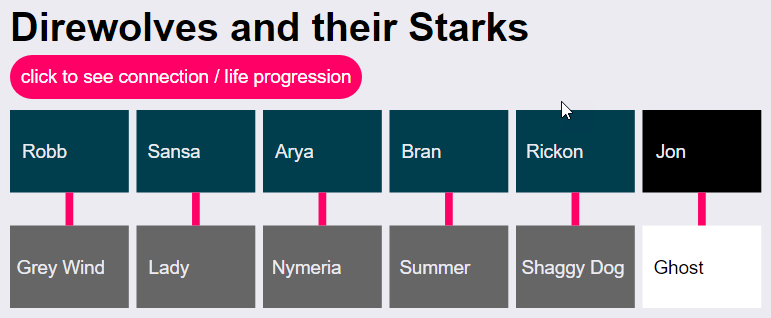 Direwolves and their Starks
click to see connection / life progression
Robb Sansa Arya Bran Rickon Jon
Grey Wind Lady Nymeria Summer Shaggy Dog Ghost